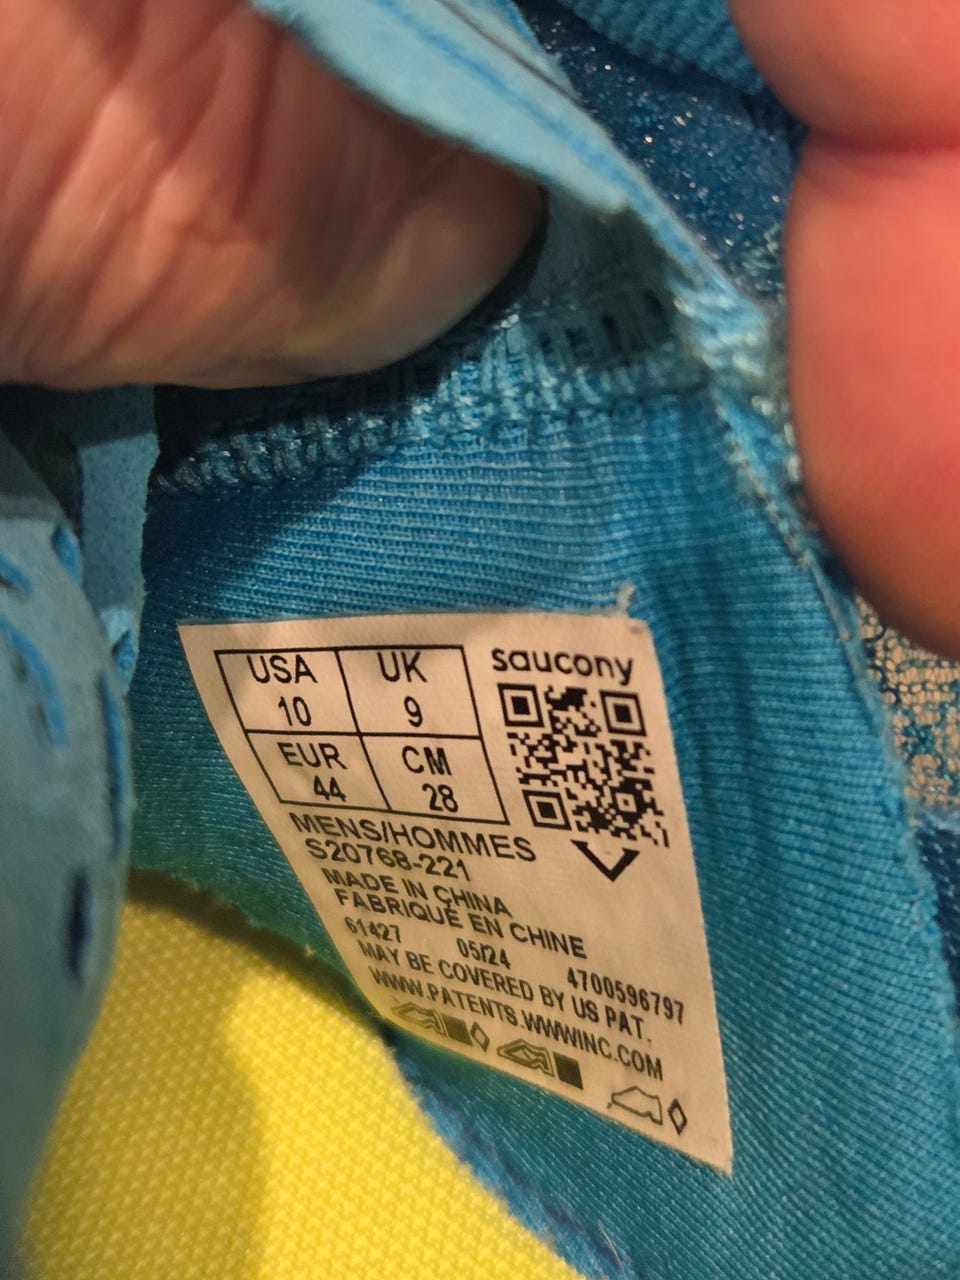 USA UK
10 9
EUR CM
44 28
saucony
MENS/HOMMES
S20768-221
MADE IN CHINA
FABRIQUÉ EN CHINE
61427 05/24 4700596797
MAY BE COVERED BY US PAT.
WWW.PATENTS.WWWINC.COM